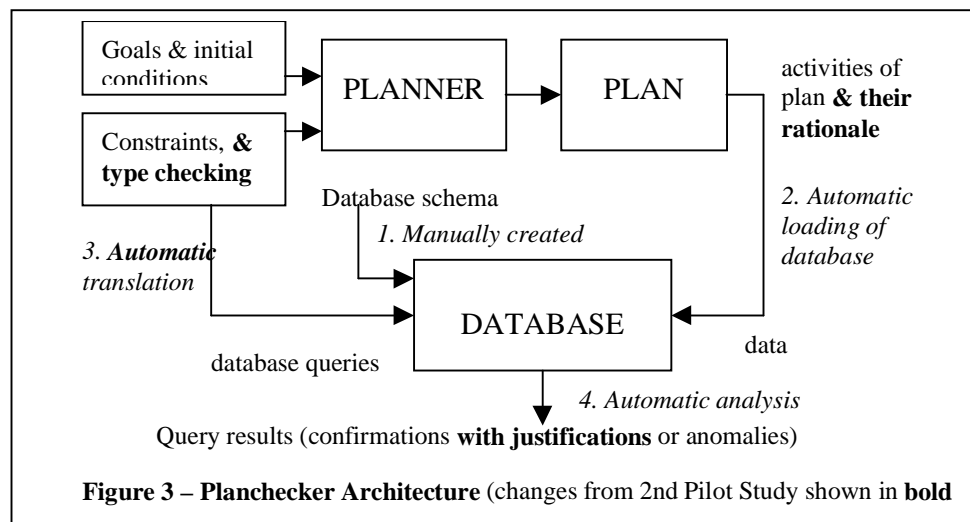 Goals & initial
conditions
PLANNER
PLAN
activities of
plan & their
rationale
Constraints, &
type checking
Database schema
1. Manually created
2. Automatic
loading of
database
3. Automatic
translation
DATABASE
database queries
data
4. Automatic analysis
Query results (confirmations with justifications or anomalies)
Figure 3 – Planchecker Architecture (changes from 2nd Pilot Study shown in bold